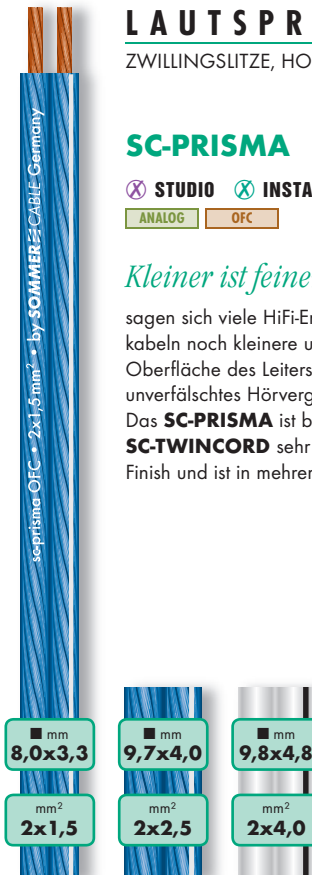 LAUTSPR
ZWILLINGSLITZE, HO
SC-PRISMA
STUDIO INSTA
ANALOG OFC
Kleiner ist feine
sagen sich viele HiFi-En
kabeln noch kleinere u
Oberfläche des Leiters
unverfälschtes Hörverg
Das SC-PRISMA ist b
SC-TWINCORD sehr
Finish und ist in mehrer
sc-prisma OFC • 2x1,5 mm² • by SOMMER CABLE Germany
mm
8,0x3,3
mm²
2x1,5
mm
9,7x4,0
mm²
2x2,5
mm
9,8x4,8
mm²
2x4,0